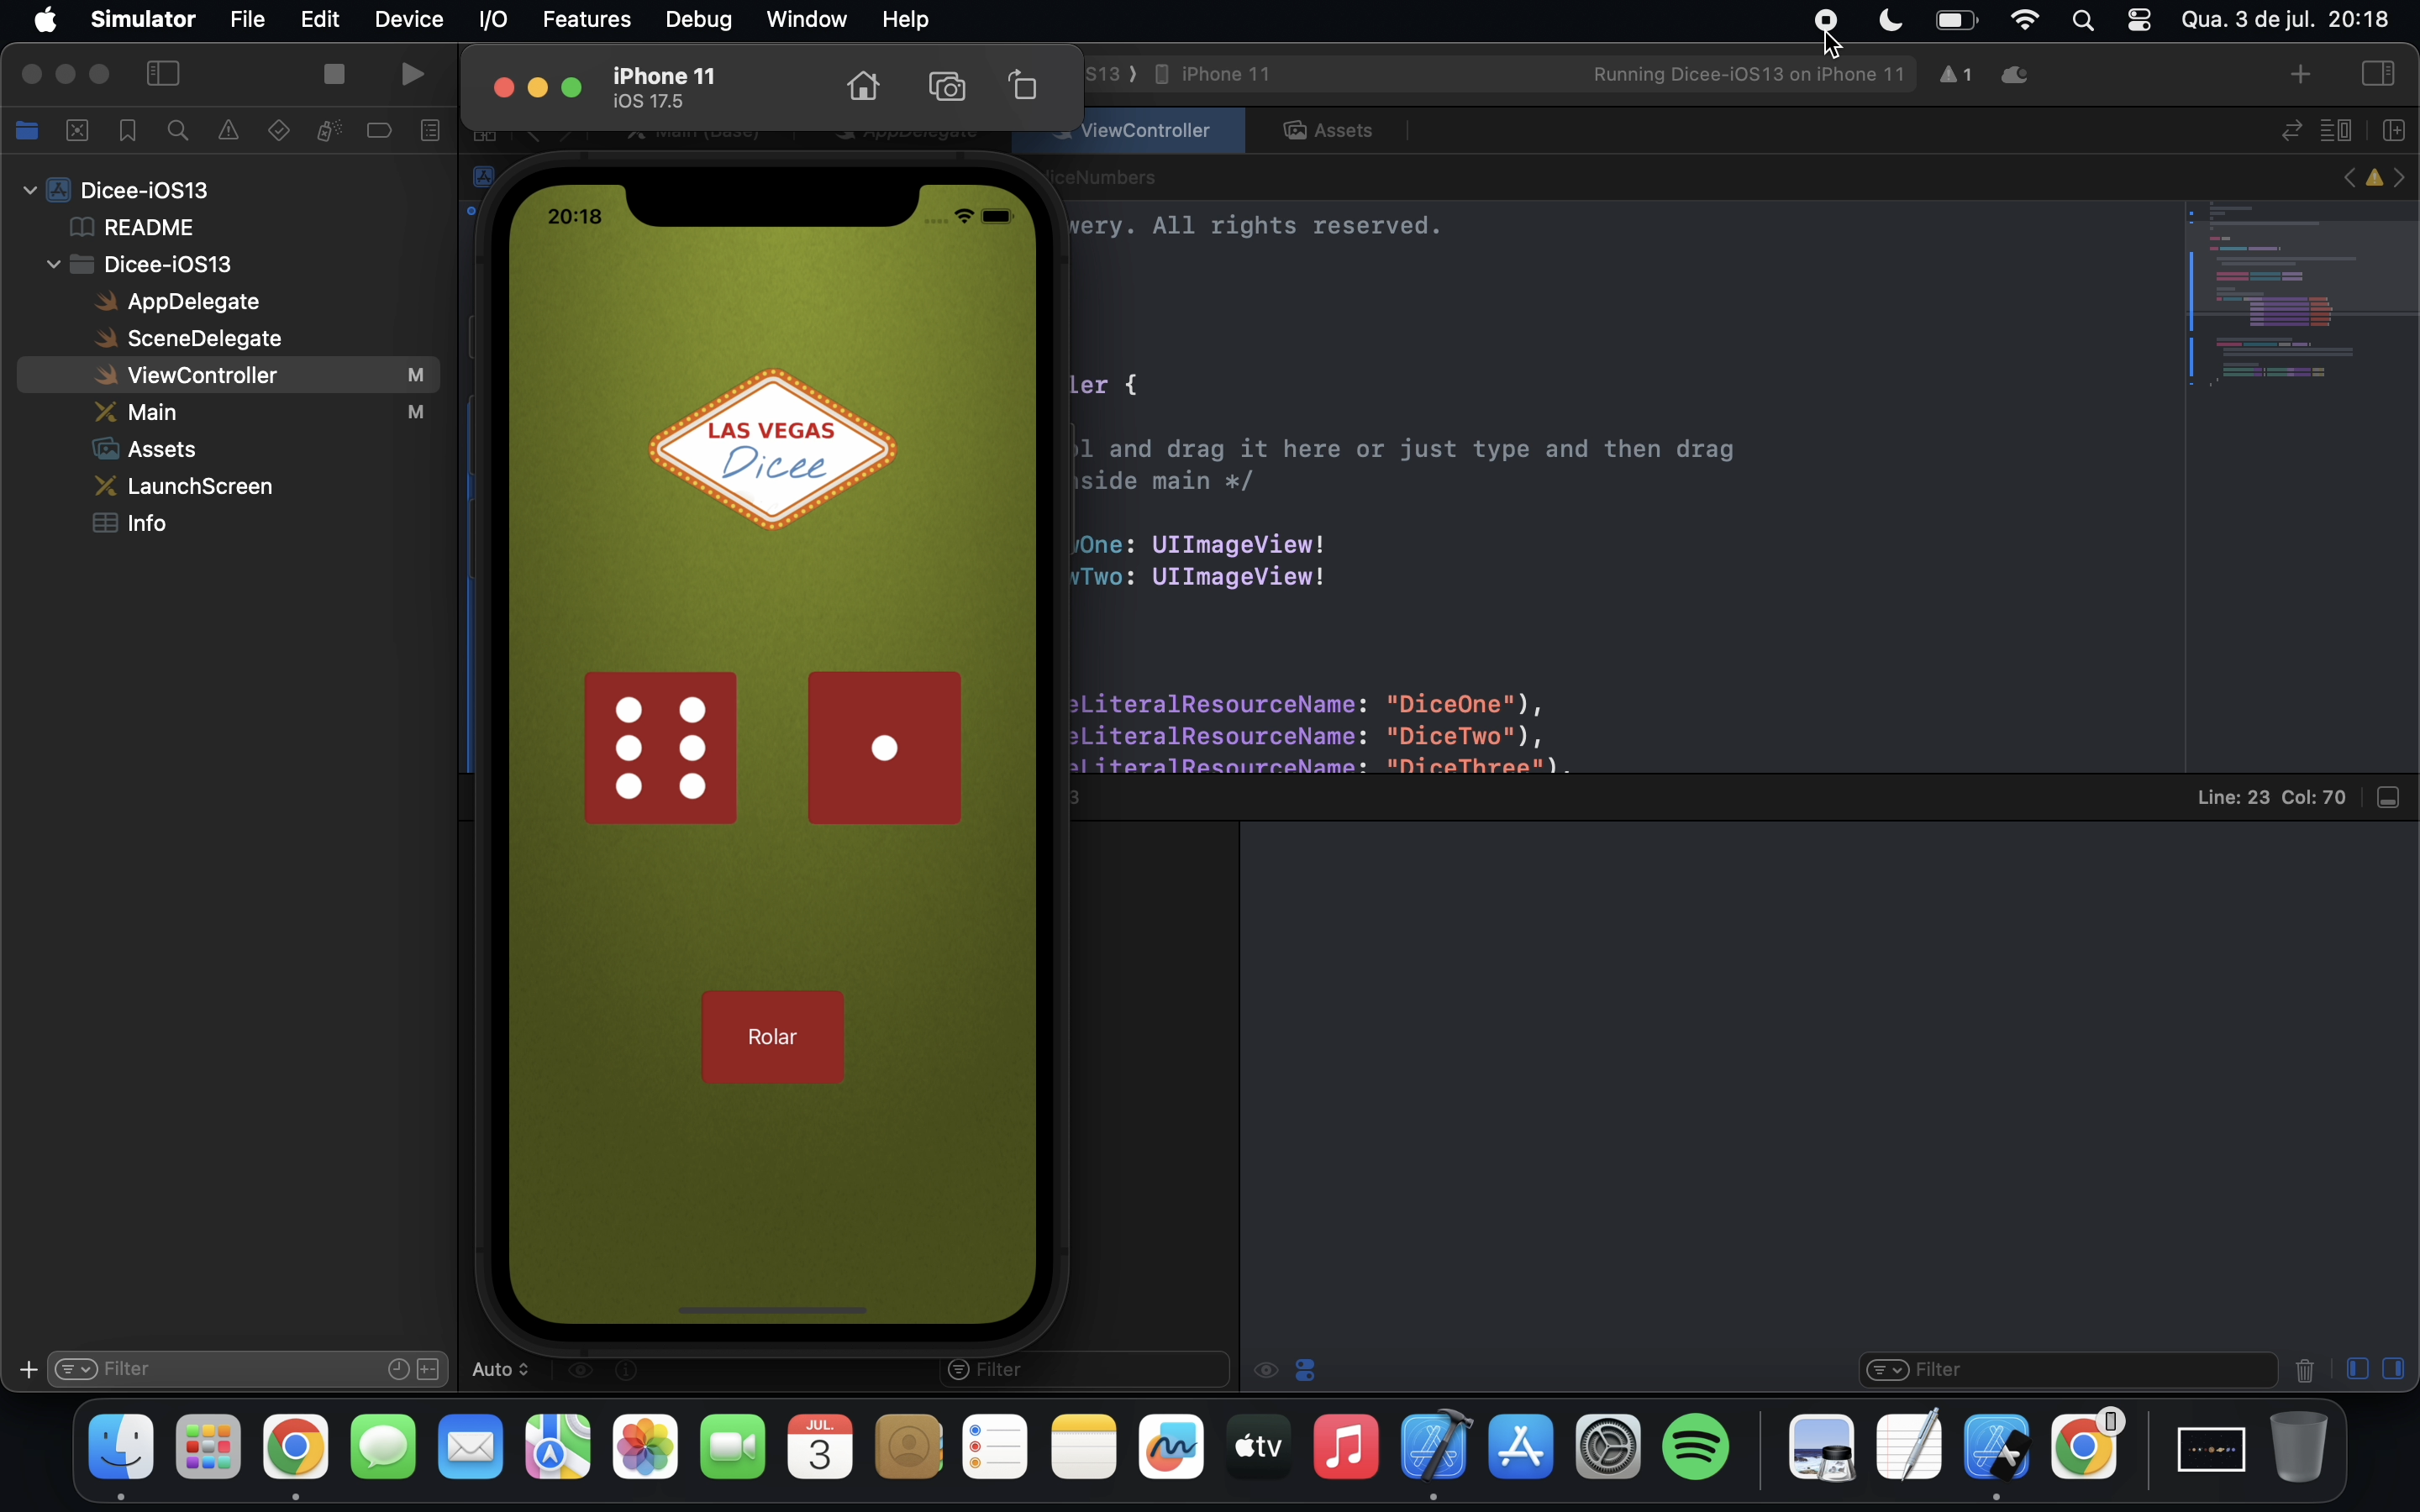 Simulator File Edit Device I/O Features Debug Window Help
Qua. 3 de jul. 20:18
iPhone 11
iOS 17.5
S13 ⟩ iPhone 11
Running Dicee-iOS13 on iPhone 11
1
Main (Base)
AppDelegate
ViewController
Assets
Dicee-iOS13
README
Dicee-iOS13
AppDelegate
SceneDelegate
ViewController M
Main M
Assets
LaunchScreen
Info
diceNumbers
20:18
LAS VEGAS
Dicee
Rolar
wery. All rights reserved.
ler {
ol and drag it here or just type and then drag
nside main */
wOne: UIImageView!
wTwo: UIImageView!
eLiteralResourceName: "DiceOne"),
eLiteralResourceName: "DiceTwo"),
eLiteralResourceName: "DiceThree"),
3
Line: 23 Col: 70
Filter
Auto
Filter
Filter
JUL.
3
tv